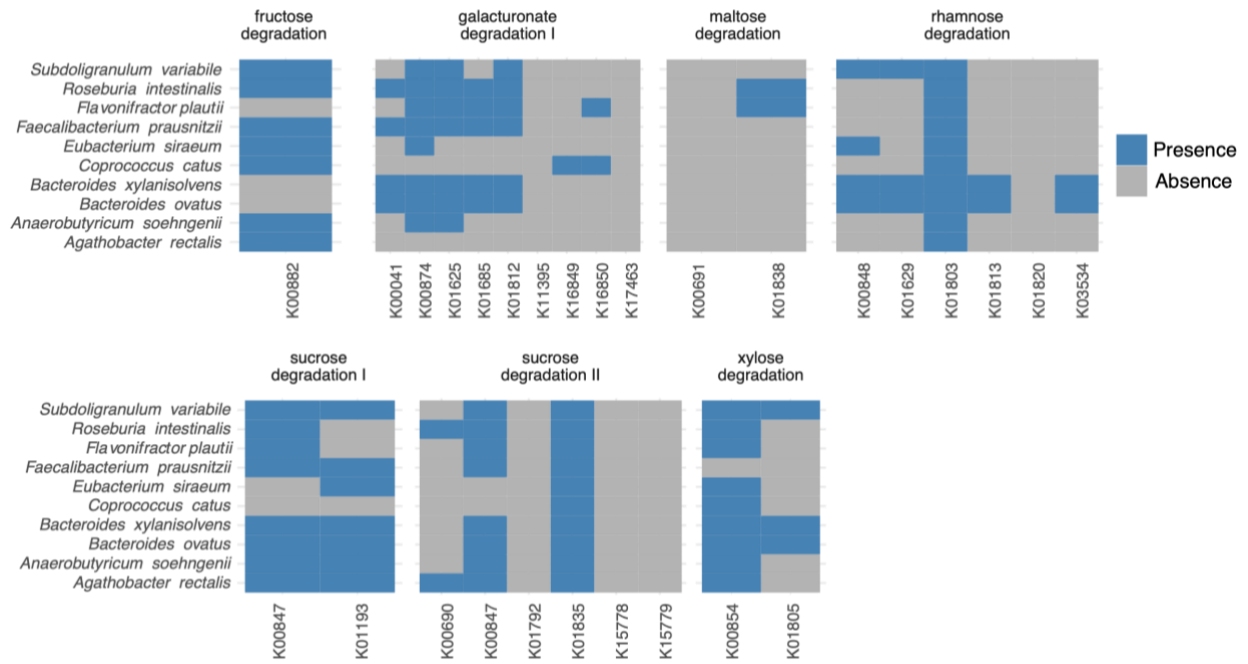 fructose
degradation
galacturonate
degradation I
maltose
degradation
rhamnose
degradation
Subdoligranulum variabile
Roseburia intestinalis
Flavonifractor plautii
Faecalibacterium prausnitzii
Eubacterium siraeum
Coprococcus catus
Bacteroides xylanisolvens
Bacteroides ovatus
Anaerobutyricum soehngenii
Agathobacter rectalis
Presence
Absence
K00882
K00041
K00874
K01625
K01685
K01812
K11395
K16849
K16850
K17463
K00691
K01838
K00848
K01629
K01803
K01813
K01820
K03534
sucrose
degradation I
sucrose
degradation II
xylose
degradation
Subdoligranulum variabile
Roseburia intestinalis
Flavonifractor plautii
Faecalibacterium prausnitzii
Eubacterium siraeum
Coprococcus catus
Bacteroides xylanisolvens
Bacteroides ovatus
Anaerobutyricum soehngenii
Agathobacter rectalis
K00847
K01193
K00690
K00847
K01792
K01835
K15778
K15779
K00854
K01805